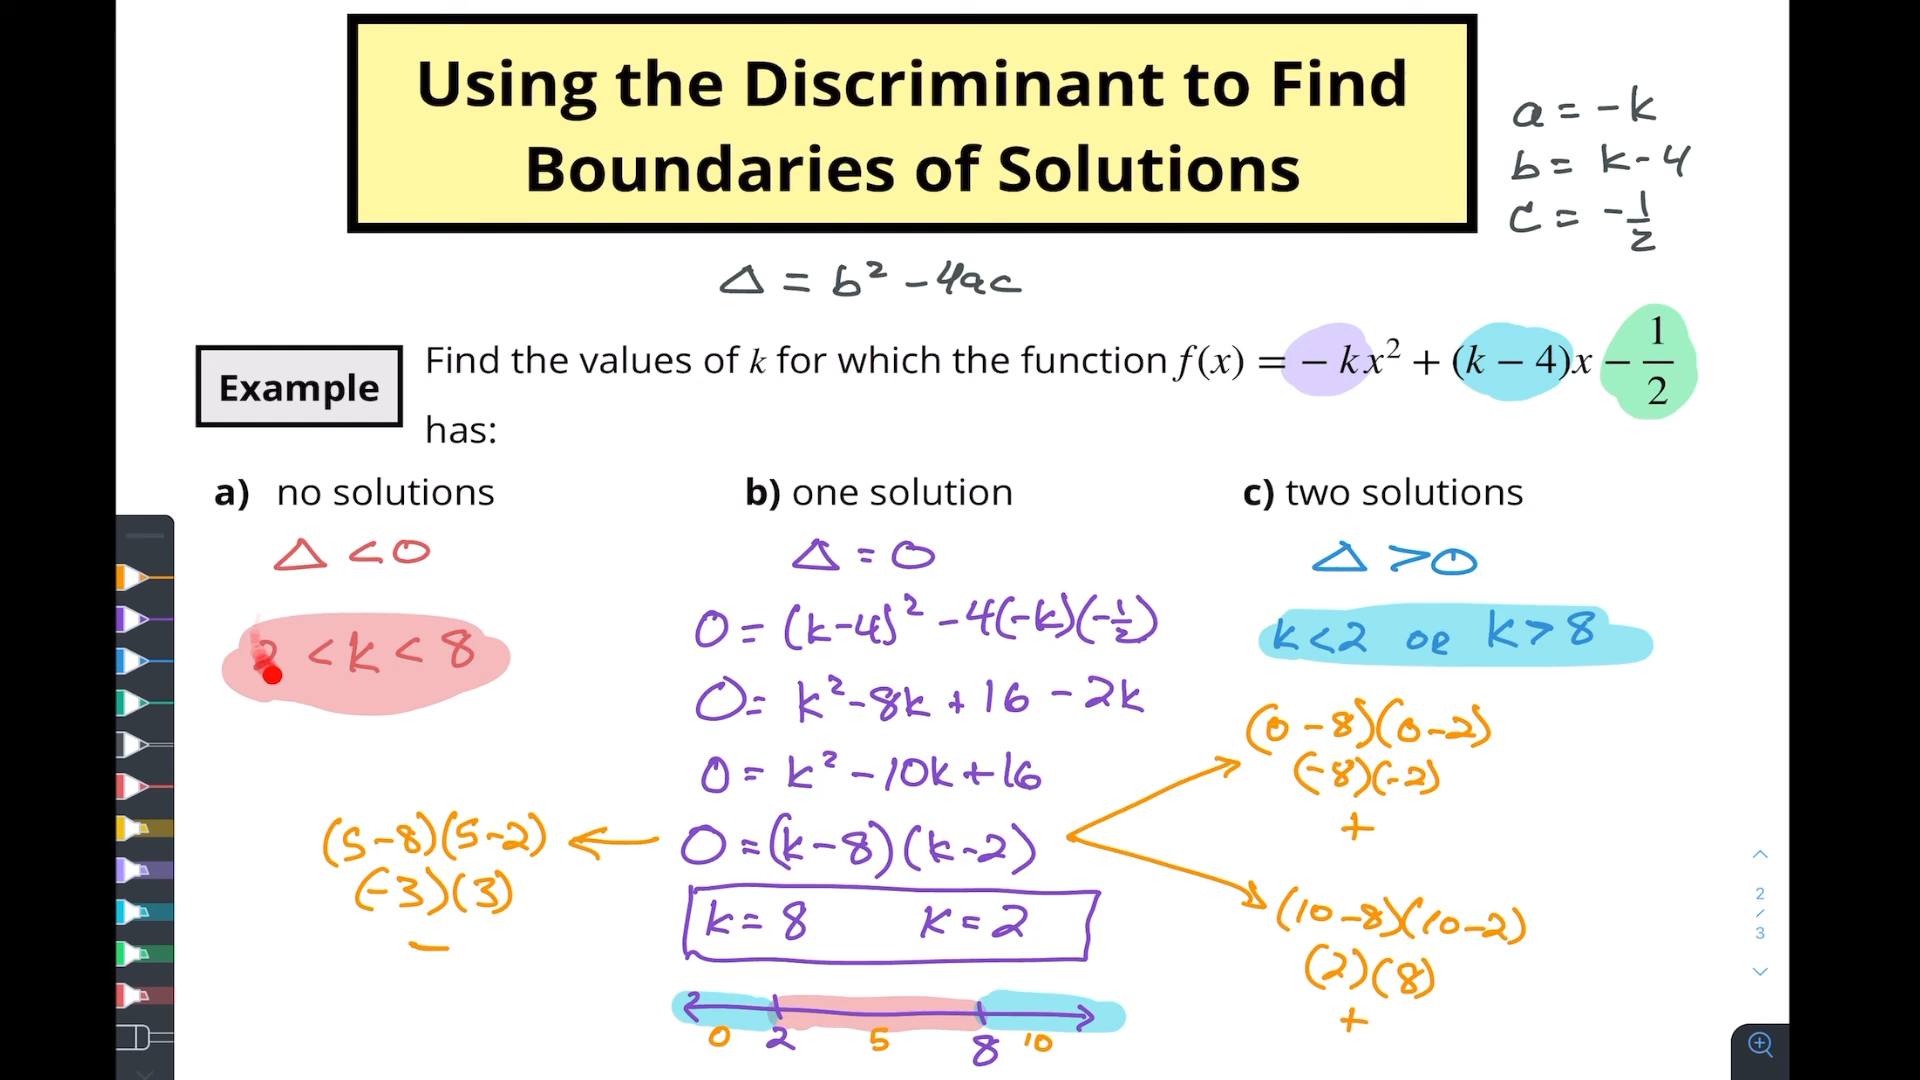 Using the Discriminant to Find
Boundaries of Solutions
a = -k
b = k-4
c = -1/2
Δ = b² - 4ac
Example
Find the values of k for which the function f(x) = − kx² + (k − 4)x − 1/2
has:
a) no solutions
Δ < 0
2 < k < 8
(5-8)(5-2)
(-3)(3)
−
b) one solution
Δ = 0
0 = (k-4)² - 4(-k)(-1/2)
0 = k² - 8k + 16 - 2k
0 = k² - 10k + 16
0 = (k-8)(k-2)
k = 8 k = 2
0 2 5 8 10
c) two solutions
Δ > 0
k < 2 or k > 8
(0-8)(0-2)
(-8)(-2)
+
(10-8)(10-2)
(2)(8)
+
2
/
3